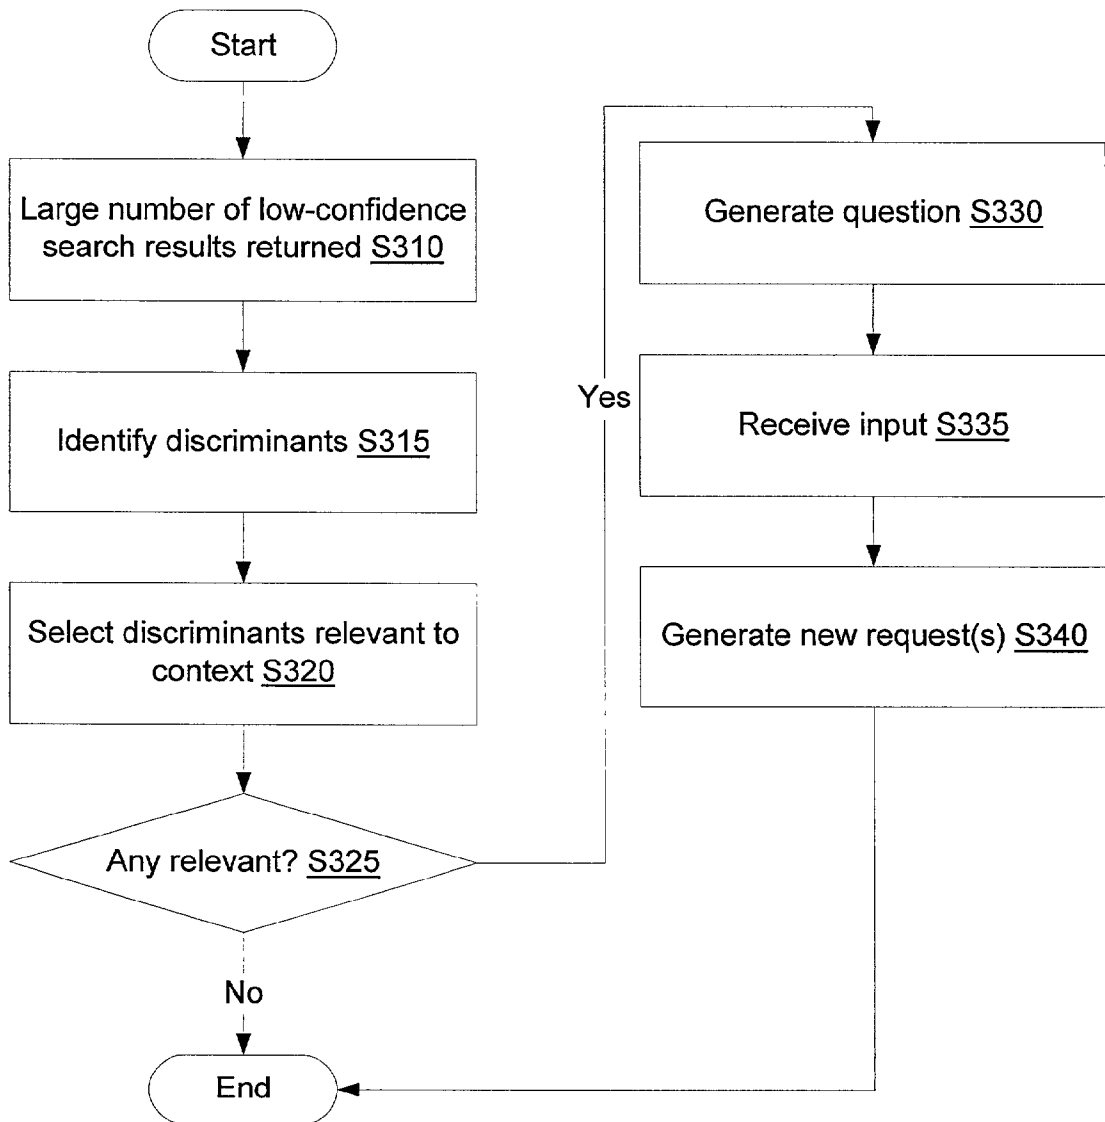 Start
Large number of low-confidence
search results returned S310
Identify discriminants S315
Select discriminants relevant to
context S320
Any relevant? S325
No
End
Yes
Generate question S330
Receive input S335
Generate new request(s) S340